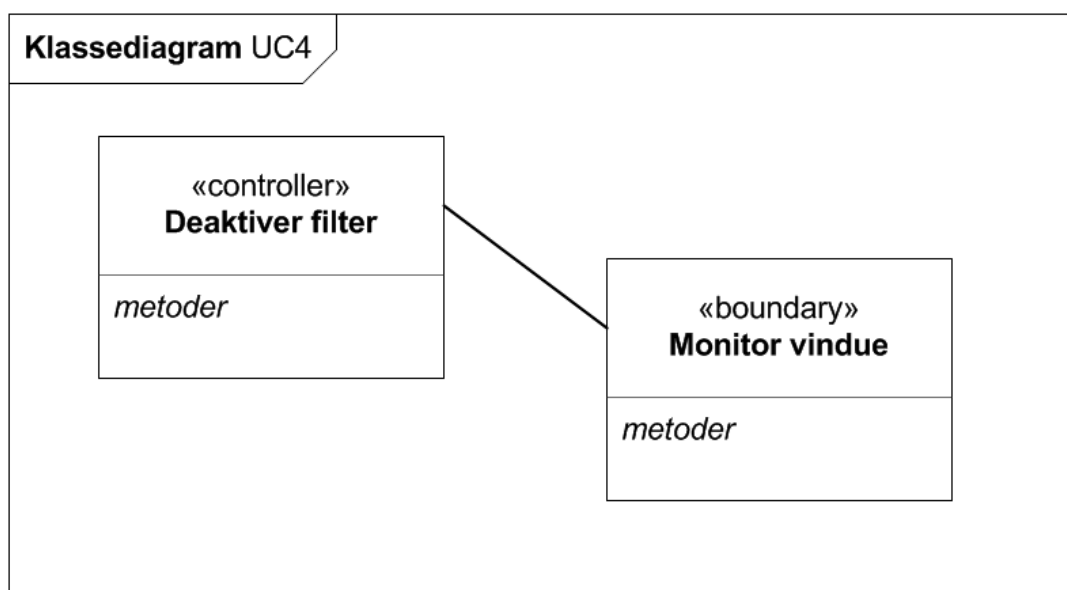 Klassediagram UC4
«controller»
Deaktiver filter
metoder
«boundary»
Monitor vindue
metoder